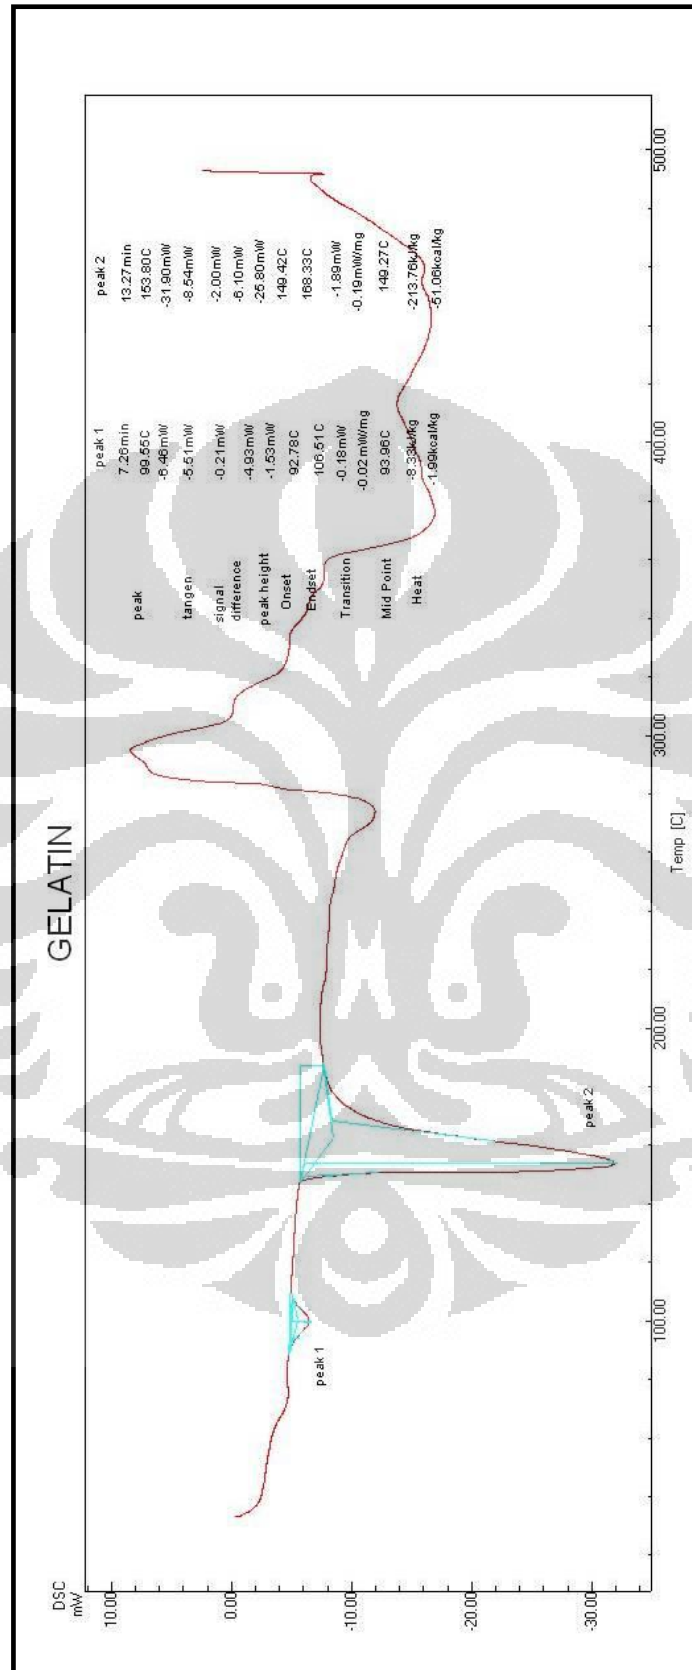 GELATIN
DSC
mW
10.00
0.00
-10.00
-20.00
-30.00
peak 1 peak 2
7.26min 13.27min
peak 99.55C 153.80C
-6.46mW -31.90mW
tangen -5.51mW -8.54mW
signal -0.21mW -2.00mW
difference -4.93mW -6.10mW
peak height -1.53mW -25.80mW
Onset 92.78C 149.42C
Endset 106.51C 168.33C
Transition -0.18mW -1.89mW
-0.02mW/mg -0.19mW/mg
Mid Point 93.96C 149.27C
Heat -8.33kJ/kg -213.76kJ/kg
-1.99kcal/kg -51.06kcal/kg
peak 1
peak 2
100.00 200.00 300.00 400.00 500.00
Temp [C]